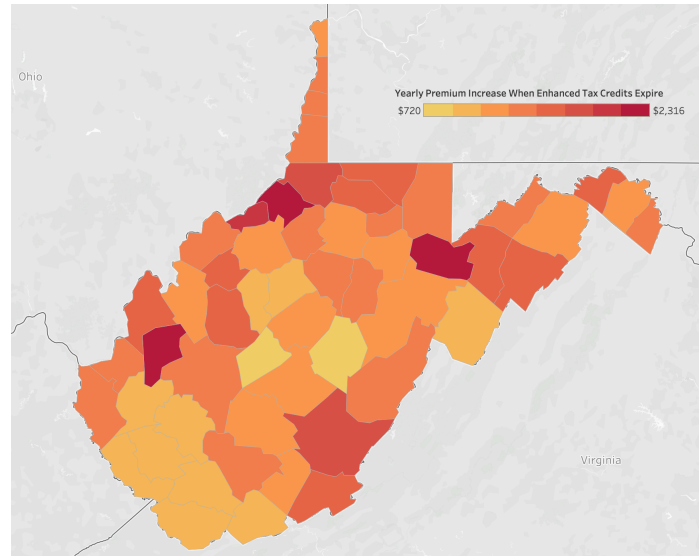 Ohio
Yearly Premium Increase When Enhanced Tax Credits Expire
$720 $2,316
Virginia